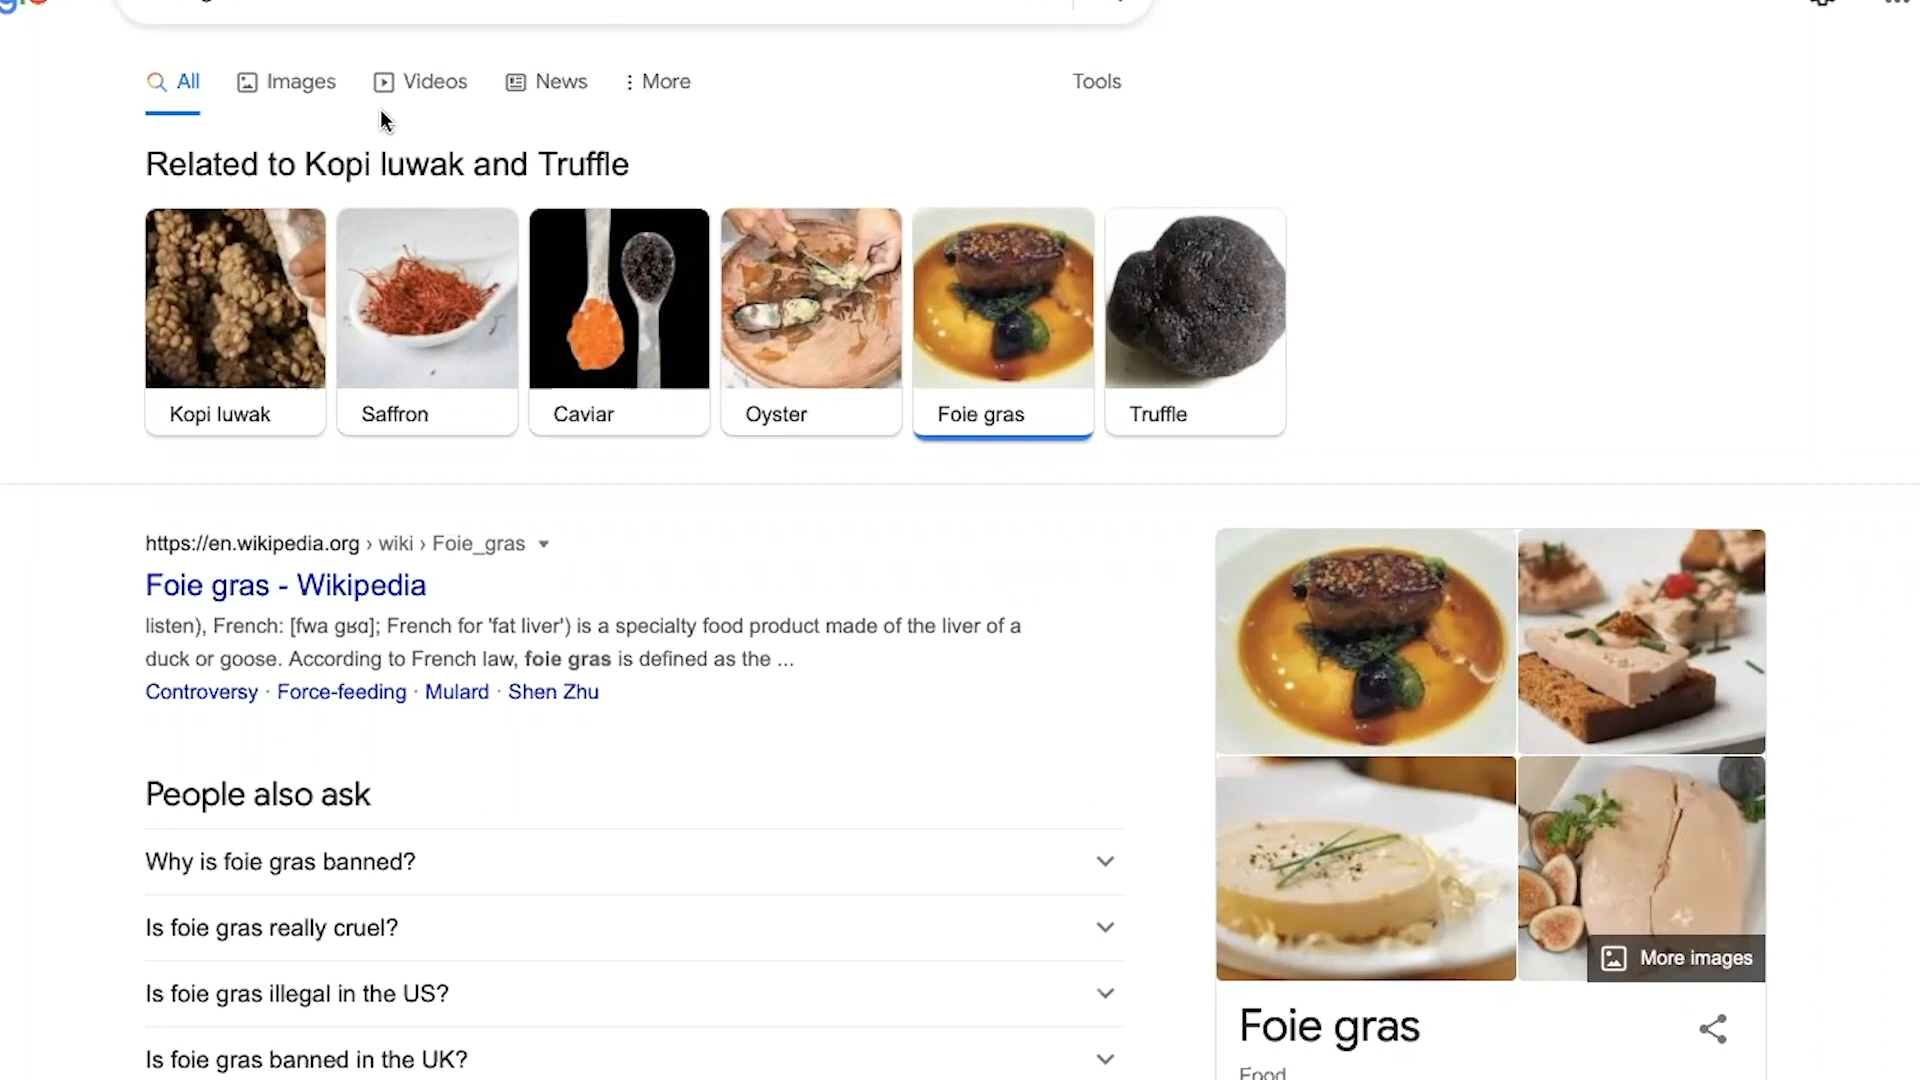 All Images Videos News More Tools
Related to Kopi luwak and Truffle
Kopi luwak Saffron Caviar Oyster Foie gras Truffle
https://en.wikipedia.org › wiki › Foie_gras
Foie gras - Wikipedia
listen), French: [fwa ɡʁɑ]; French for 'fat liver') is a specialty food product made of the liver of a
duck or goose. According to French law, foie gras is defined as the ...
Controversy · Force-feeding · Mulard · Shen Zhu
People also ask
Why is foie gras banned?
Is foie gras really cruel?
Is foie gras illegal in the US?
Is foie gras banned in the UK?
More images
Foie gras
Food